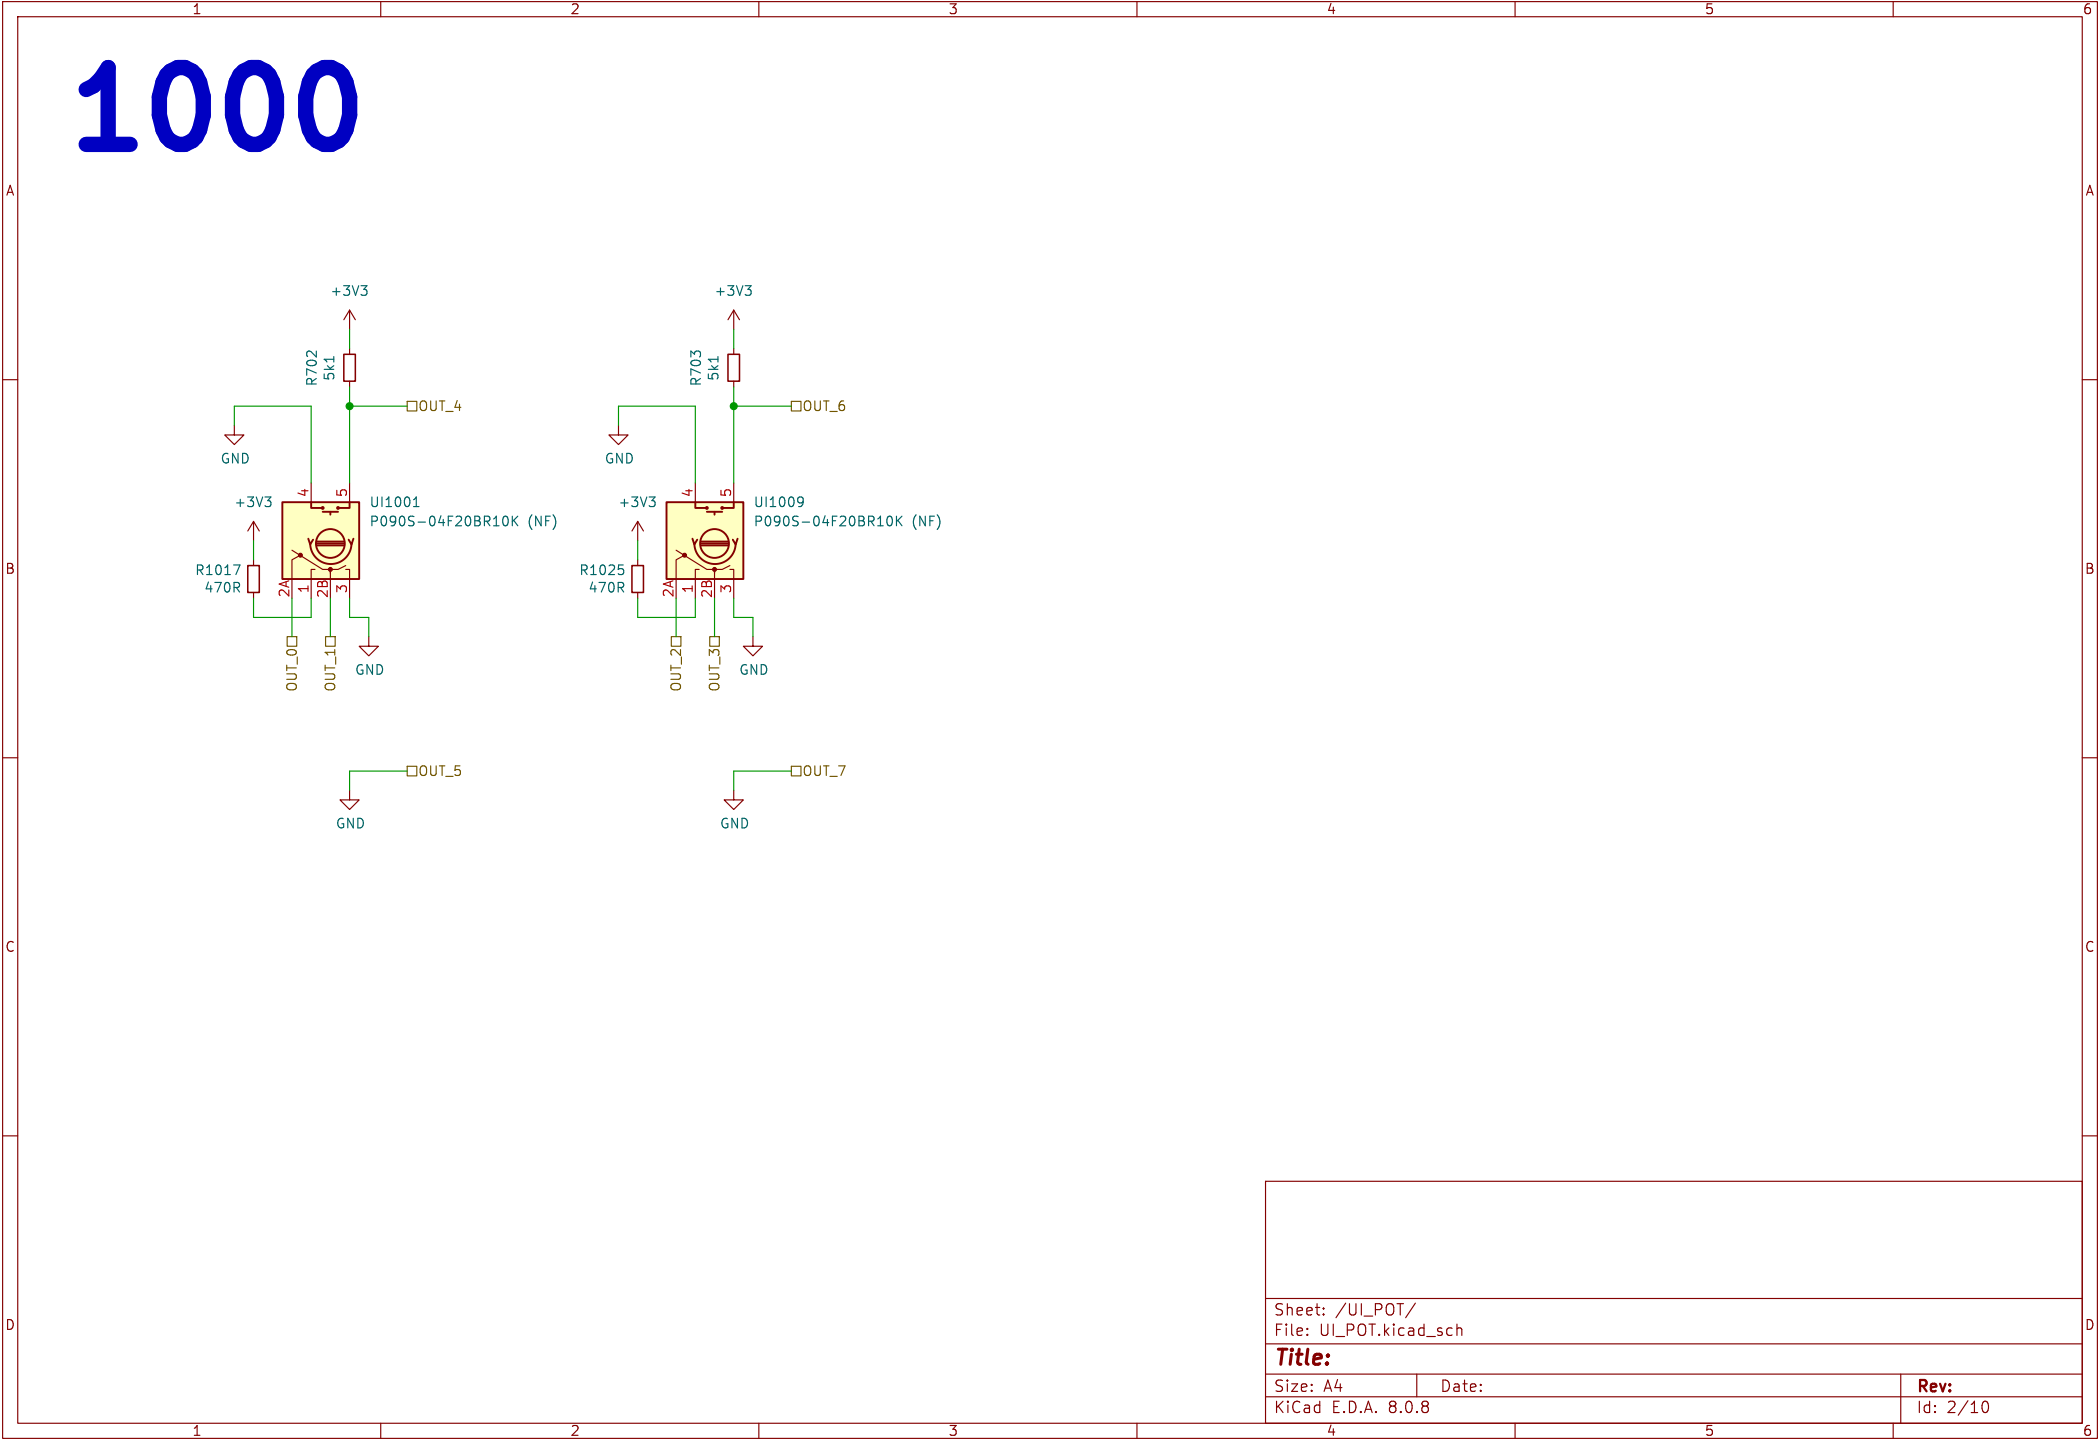 1 2 3 4 5 6
1000
A A
+3V3 +3V3
R702 5k1 R703 5k1
OUT_4 OUT_6
GND GND
4 5 4 5
+3V3 UI1001 +3V3 UI1009
P090S-04F20BR10K (NF) P090S-04F20BR10K (NF)
B R1017 R1025 B
470R 470R
2A 1 2B 3 2A 1 2B 3
OUT_0 OUT_1 GND OUT_2 OUT_3 GND
OUT_5 OUT_7
GND GND
C C
Sheet: /UI_POT/
D D
File: UI_POT.kicad_sch
Title:
Size: A4 Date: Rev:
KiCad E.D.A. 8.0.8 Id: 2/10
1 2 3 4 5 6